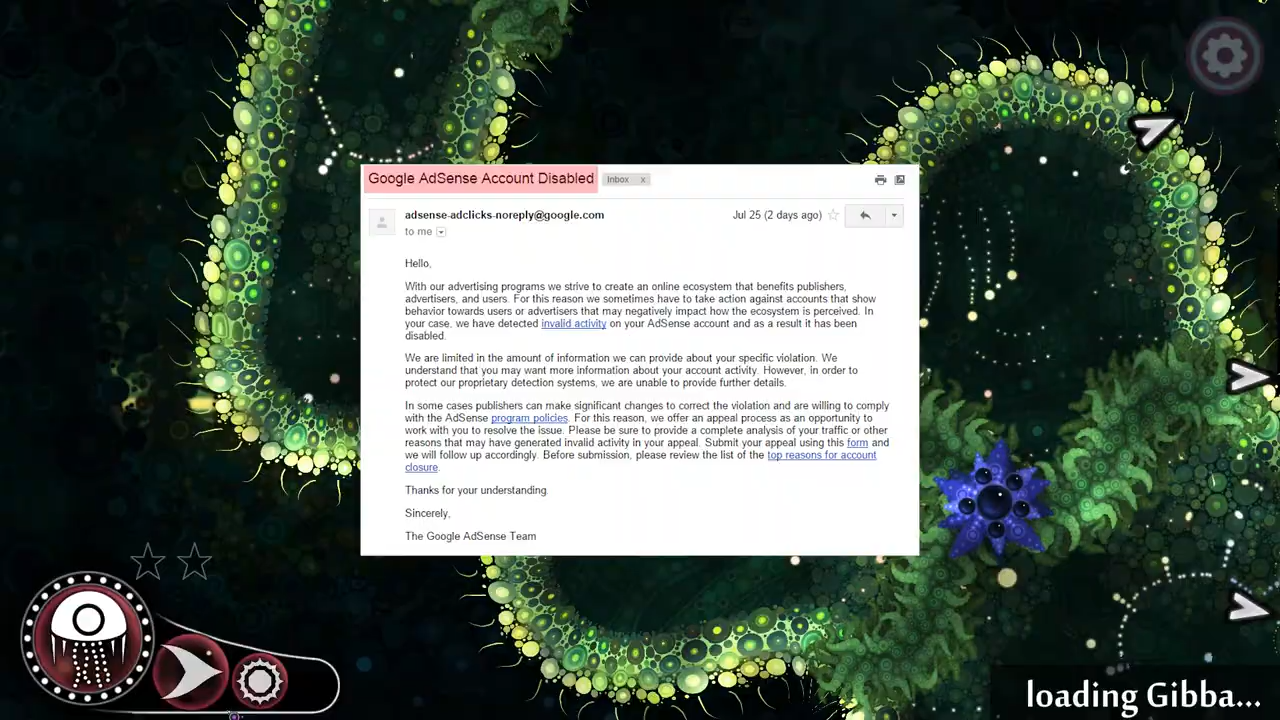 Google AdSense Account Disabled
Inbox x
adsense-adclicks-noreply@google.com
Jul 25 (2 days ago)
to me
Hello,
With our advertising programs we strive to create an online ecosystem that benefits publishers,
advertisers, and users. For this reason we sometimes have to take action against accounts that show
behavior towards users or advertisers that may negatively impact how the ecosystem is perceived. In
your case, we have detected invalid activity on your AdSense account and as a result it has been
disabled.
We are limited in the amount of information we can provide about your specific violation. We
understand that you may want more information about your account activity. However, in order to
protect our proprietary detection systems, we are unable to provide further details.
In some cases publishers can make significant changes to correct the violation and are willing to comply
with the AdSense program policies. For this reason, we offer an appeal process as an opportunity to
work with you to resolve the issue. Please be sure to provide a complete analysis of your traffic or other
reasons that may have generated invalid activity in your appeal. Submit your appeal using this form and
we will follow up accordingly. Before submission, please review the list of the top reasons for account
closure.
Thanks for your understanding.
Sincerely,
The Google AdSense Team
loading Gibba...